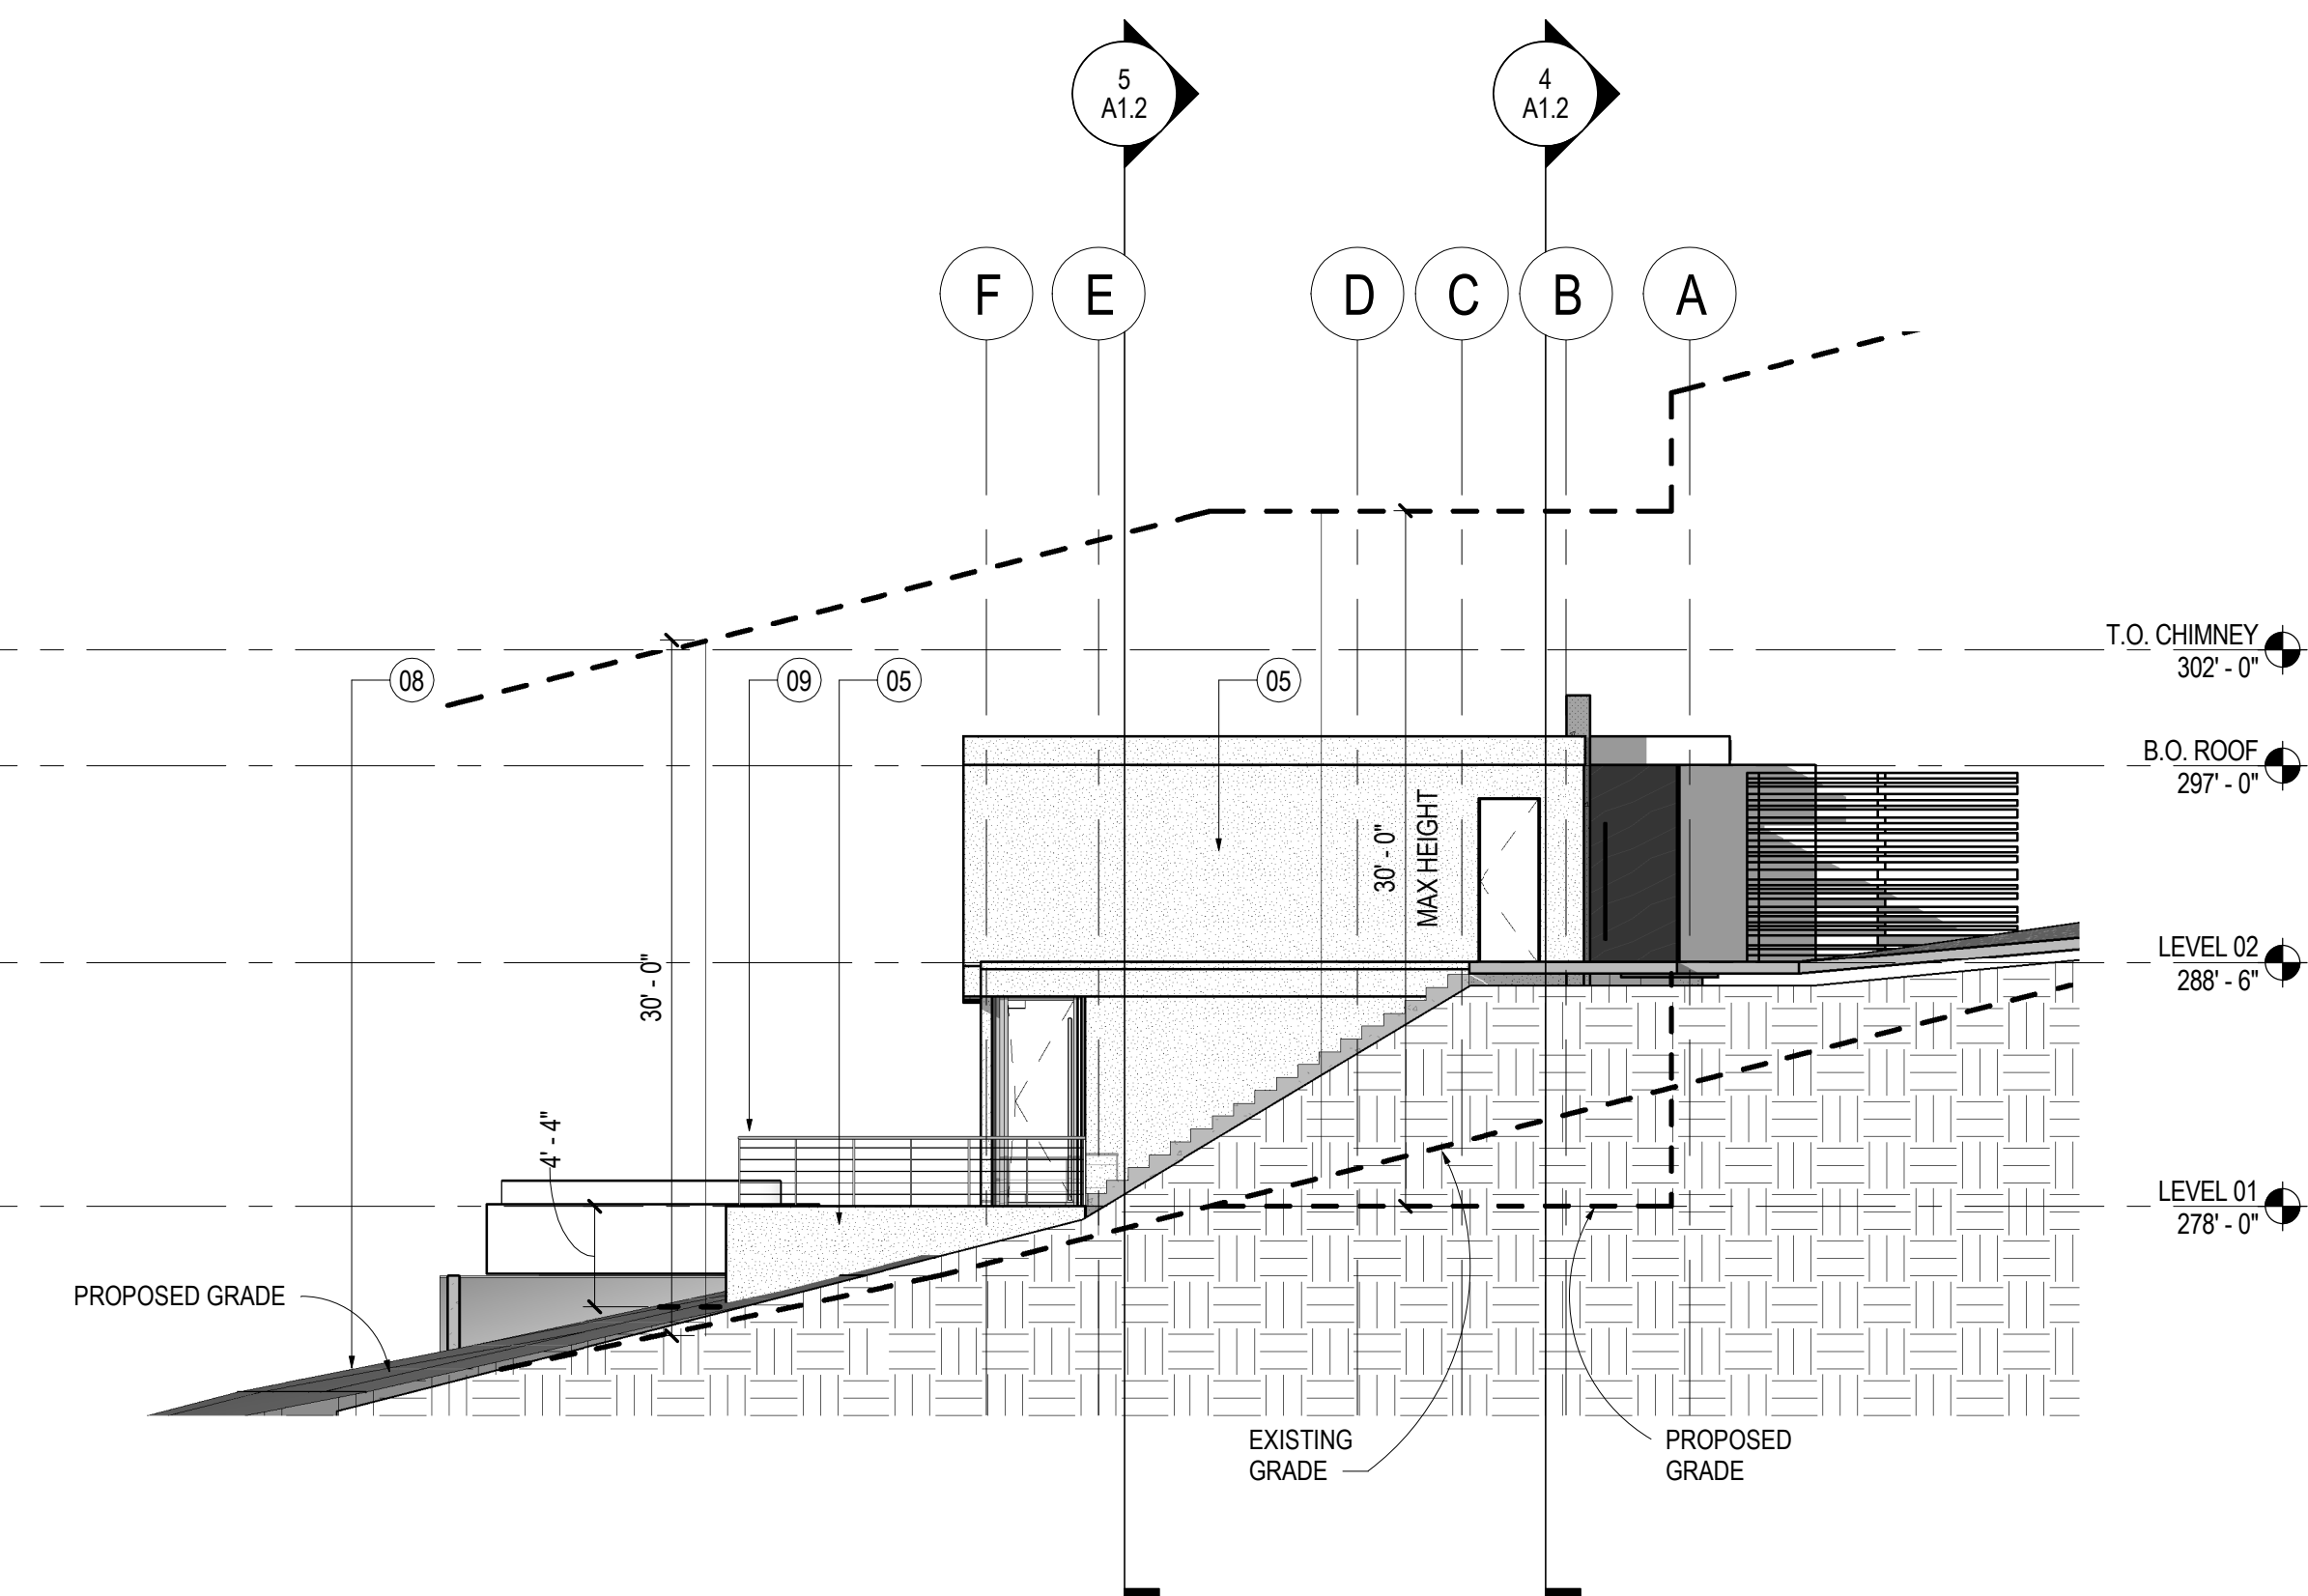 5
A1.2
4
A1.2
F
E
D
C
B
A
T.O. CHIMNEY
302' - 0"
08
09
05
05
B.O. ROOF
297' - 0"
30' - 0"
MAX HEIGHT
30' - 0"
LEVEL 02
288' - 6"
4' - 4"
LEVEL 01
278' - 0"
PROPOSED GRADE
EXISTING
GRADE
PROPOSED
GRADE